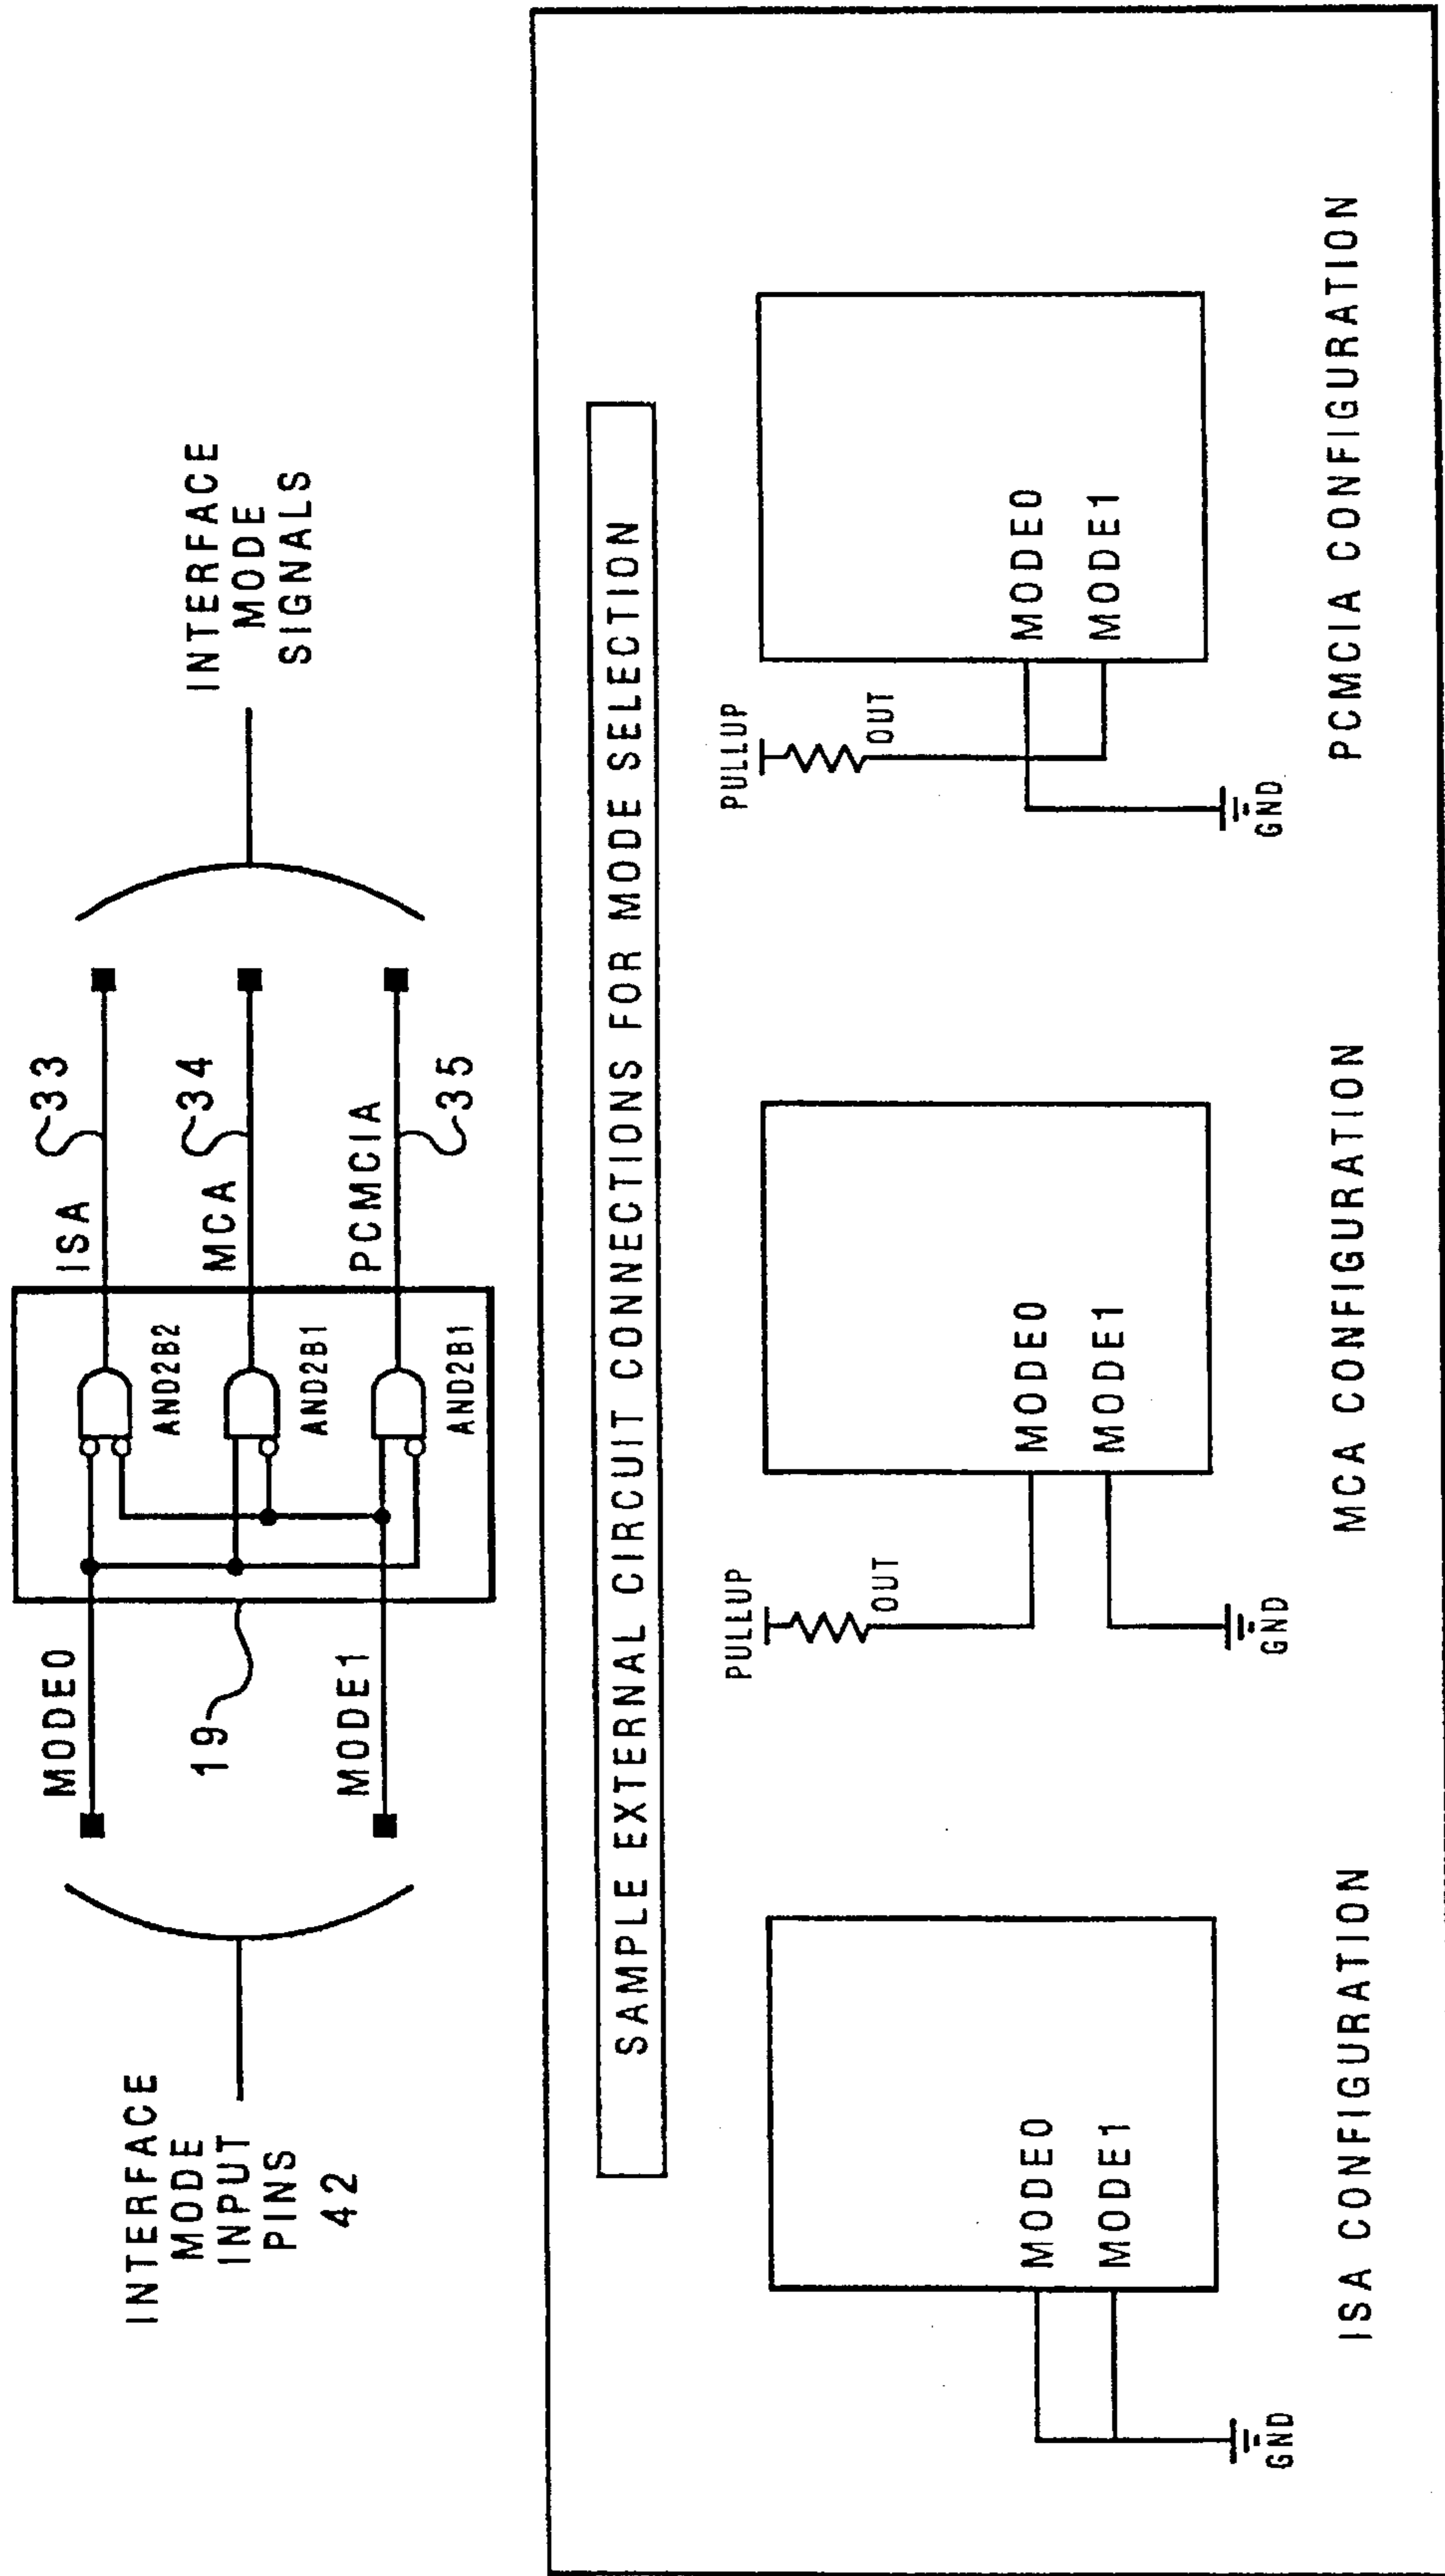 INTERFACE
MODE
INPUT
PINS
42
MODE0
19
MODE1
AND2B2
AND2B1
AND2B1
ISA
33
MCA
34
PCMCIA
35
INTERFACE
MODE
SIGNALS
SAMPLE EXTERNAL CIRCUIT CONNECTIONS FOR MODE SELECTION
MODE0
MODE1
GND
ISA CONFIGURATION
PULLUP
OUT
MODE0
MODE1
GND
MCA CONFIGURATION
PULLUP
OUT
MODE0
MODE1
GND
PCMCIA CONFIGURATION